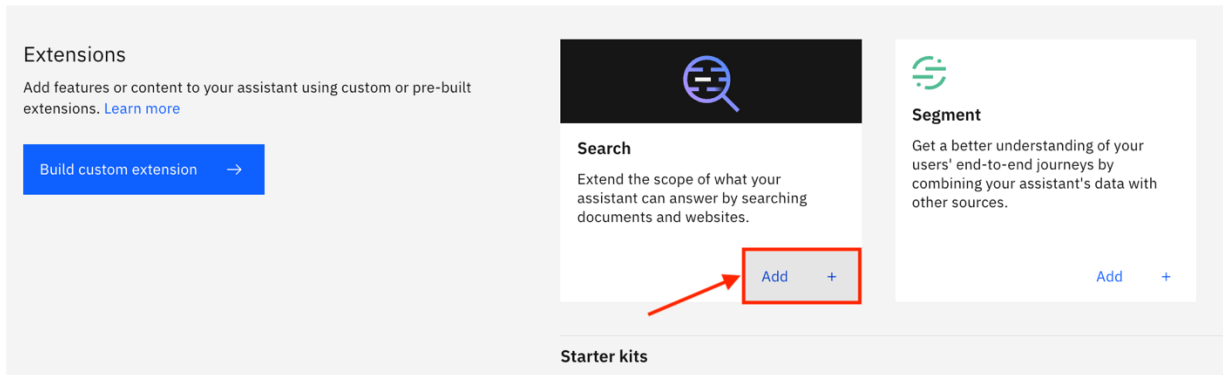 Extensions
Add features or content to your assistant using custom or pre-built
extensions. Learn more
Build custom extension
Search
Extend the scope of what your
assistant can answer by searching
documents and websites.
Add +
Segment
Get a better understanding of your
users' end-to-end journeys by
combining your assistant's data with
other sources.
Add +
Starter kits